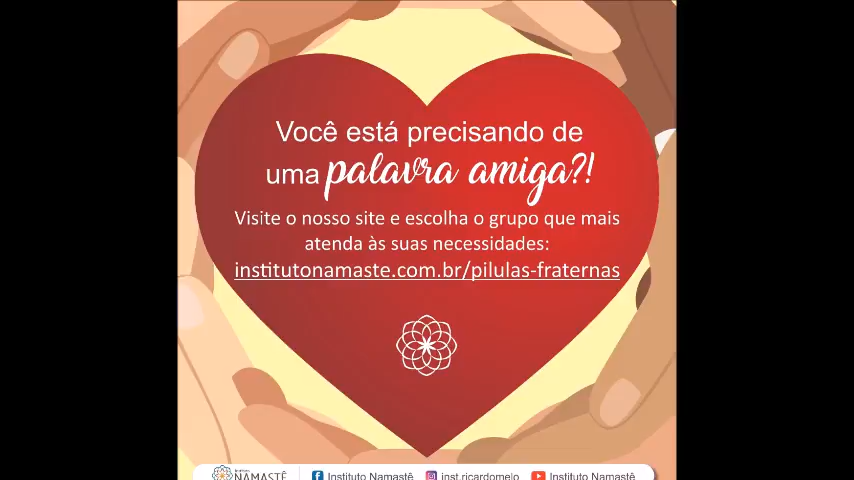 Você está precisando de
uma palavra amiga?!
Visite o nosso site e escolha o grupo que mais
atenda às suas necessidades:
institutonamaste.com.br/pilulas-fraternas
NAMASTÊ
Instituto Namastê
inst.ricardomelo
Instituto Namastê